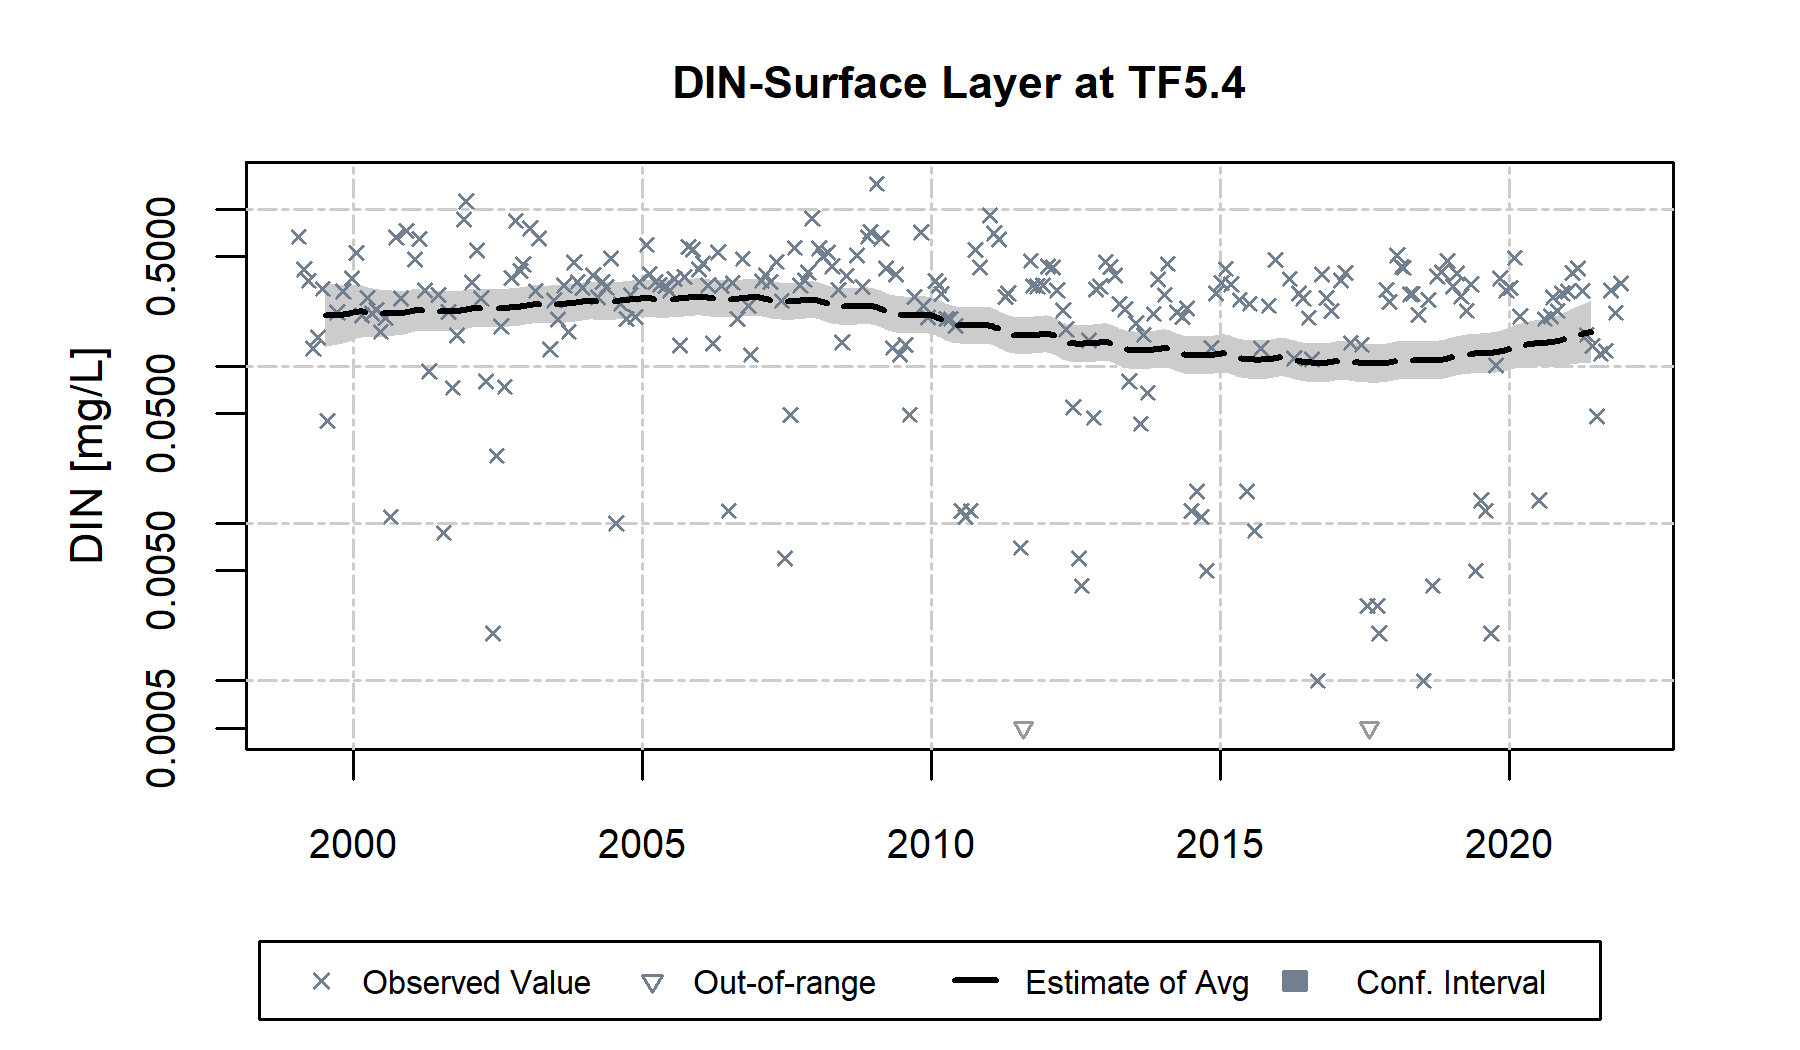 DIN-Surface Layer at TF5.4
DIN [mg/L]
0.5000
0.0500
0.0050
0.0005
2000 2005 2010 2015 2020
Observed Value Out-of-range Estimate of Avg Conf. Interval